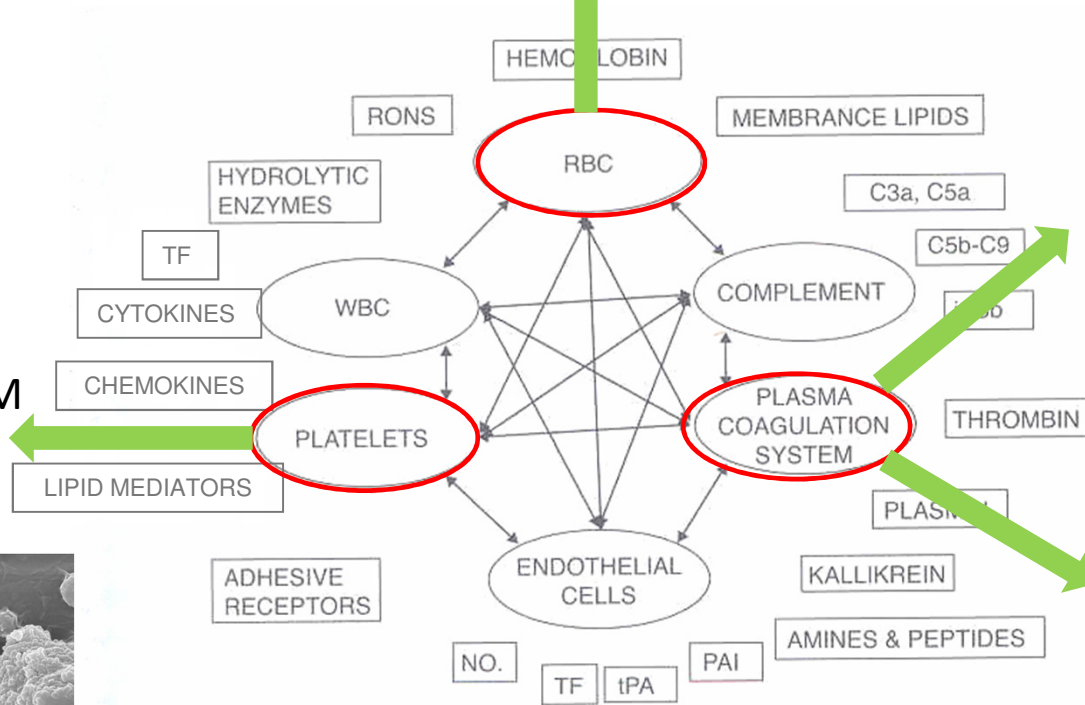 HEMOGLOBIN
RONS
MEMBRANCE LIPIDS
RBC
HYDROLYTIC
ENZYMES
C3a, C5a
TF
C5b-C9
CYTOKINES
WBC
COMPLEMENT
CHEMOKINES
M
PLATELETS
PLASMA
COAGULATION
SYSTEM
THROMBIN
LIPID MEDIATORS
ENDOTHELIAL
CELLS
ADHESIVE
RECEPTORS
KALLIKREIN
AMINES & PEPTIDES
NO.
PAI
TF
tPA